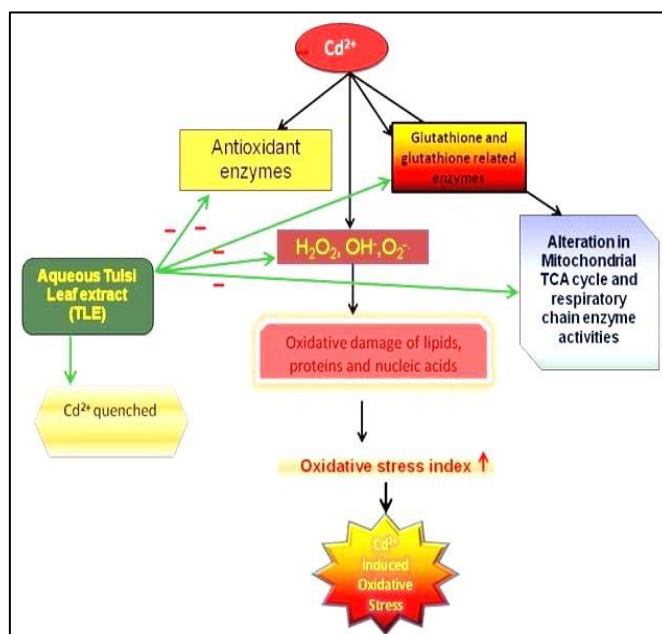 Cd²⁺
Antioxidant
enzymes
Glutathione and
glutathione related
enzymes
H₂O₂, OH⁻,O₂⁻·
Alteration in
Mitochondrial
TCA cycle and
respiratory
chain enzyme
activities
Aqueous Tulsi
Leaf extract
(TLE)
Oxidative damage of lipids,
proteins and nucleic acids
Cd²⁺ quenched
Oxidative stress index ↑
Cd²⁺
induced
Oxidative
Stress